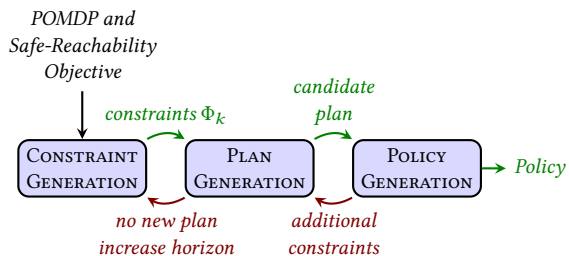 POMDP and
Safe-Reachability
Objective
constraints Φk
candidate
plan
Constraint
Generation
Plan
Generation
Policy
Generation
Policy
no new plan
increase horizon
additional
constraints